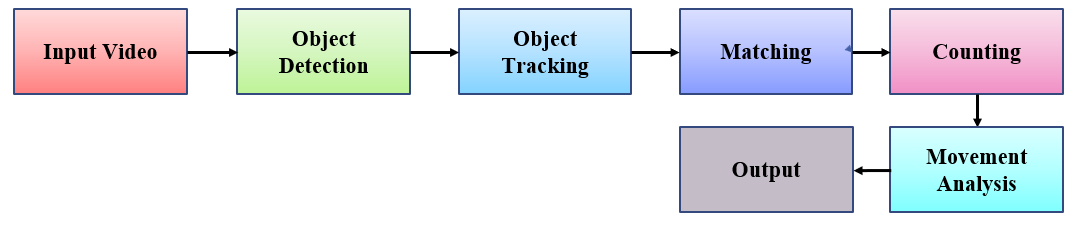 Input Video
Object
Detection
Object
Tracking
Matching
Counting
Movement
Analysis
Output